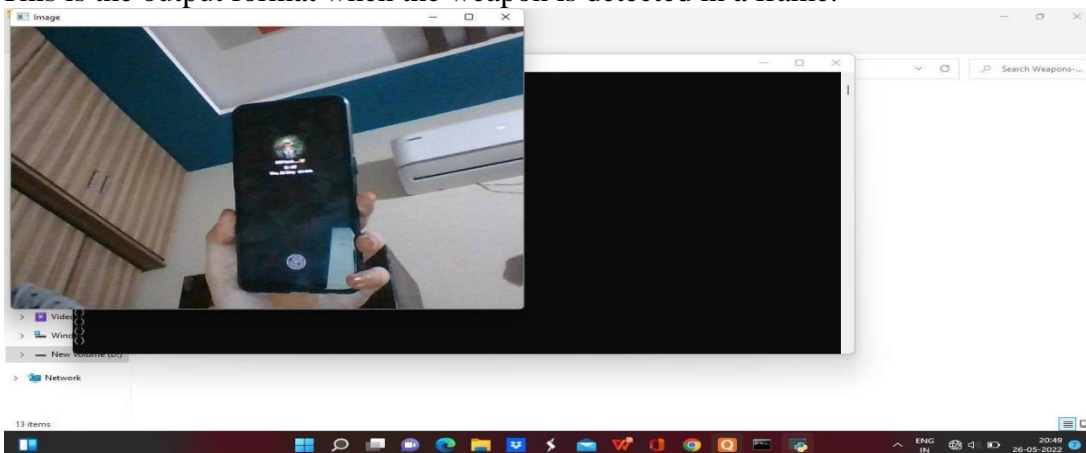 This is the output format when the weapon is detected in a frame.
Image
Search Weapons-...
Video
Wind
New Volume (D:)
Network
13 items
ENG
IN
20:49
26-05-2022